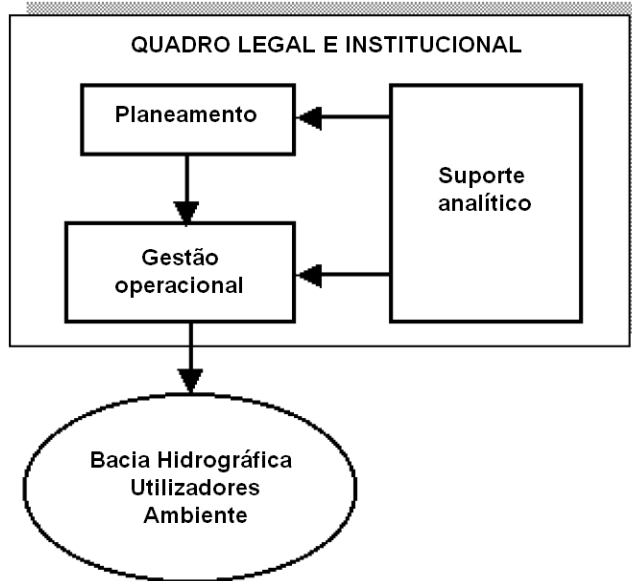 QUADRO LEGAL E INSTITUCIONAL
Planeamento
Suporte
analítico
Gestão
operacional
Bacia Hidrográfica
Utilizadores
Ambiente